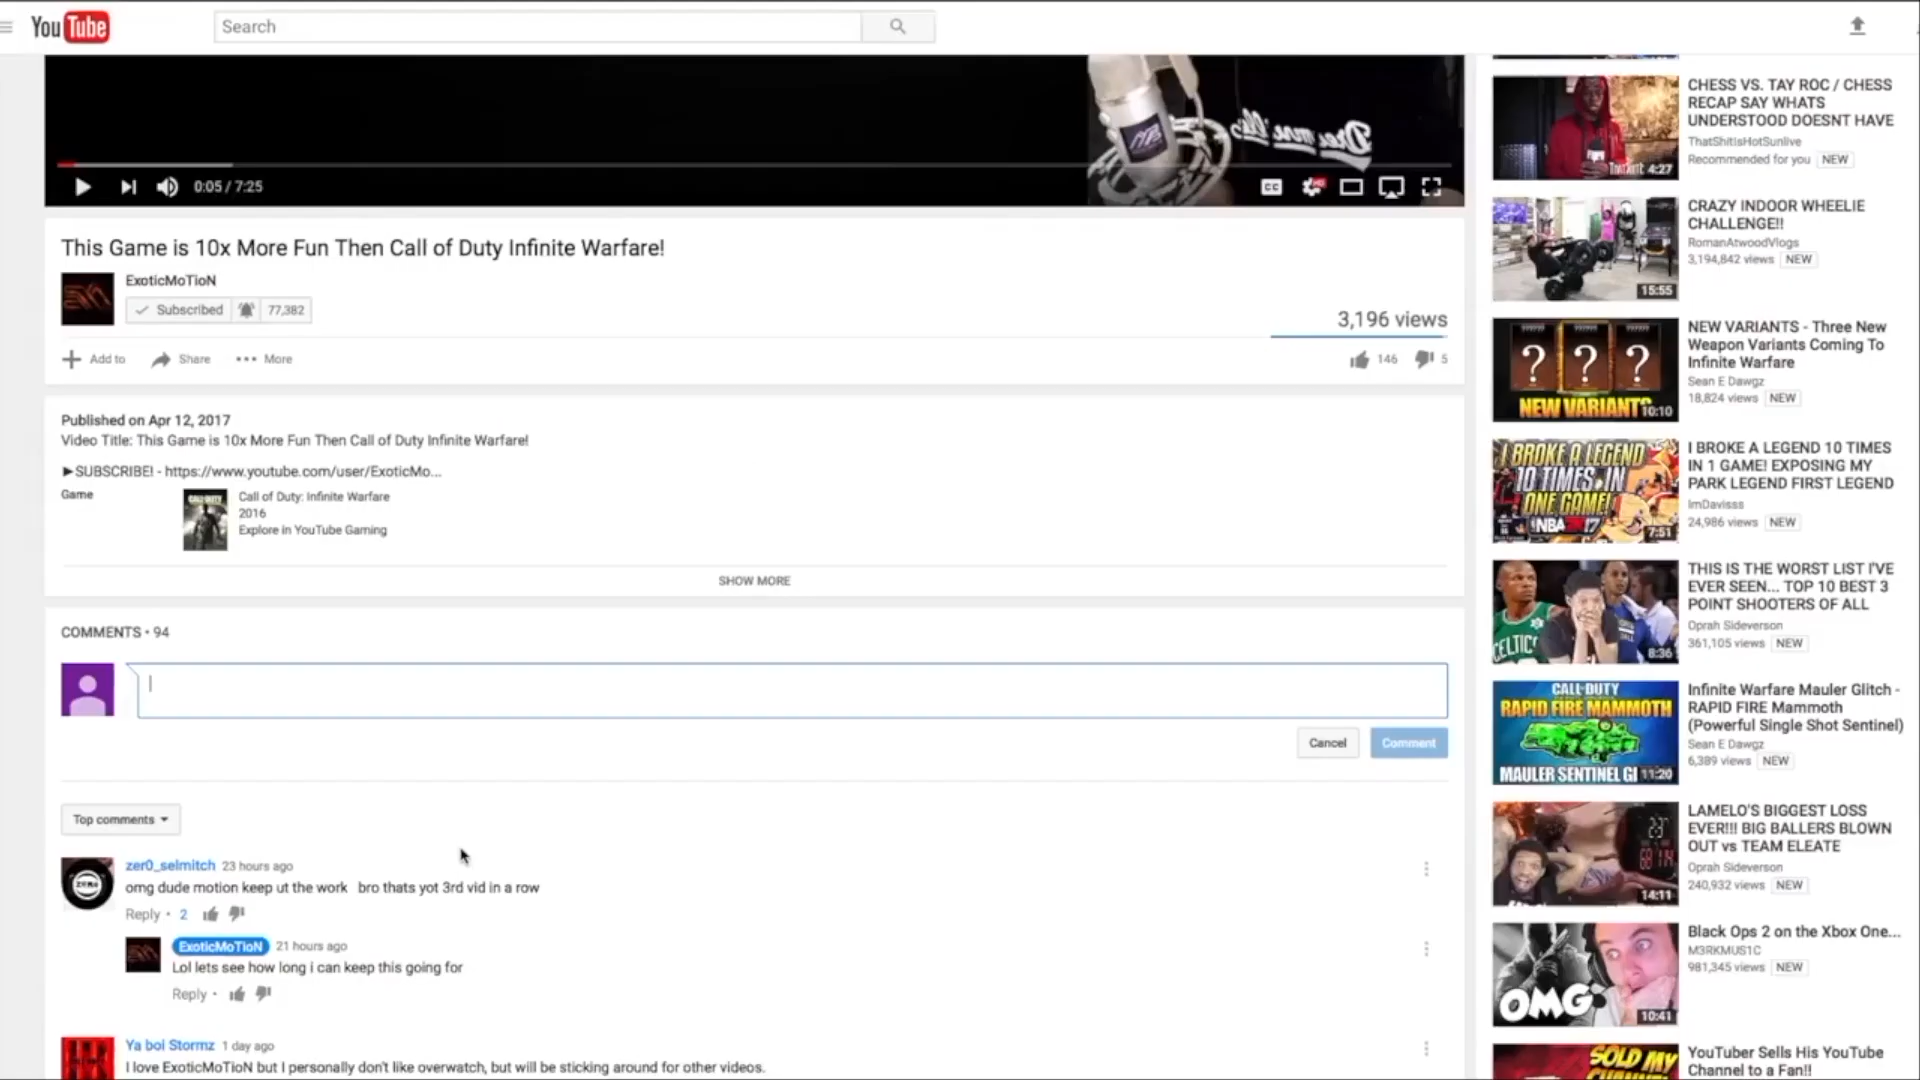 YouTube
Search
0:05 / 7:25
CC
HD
This Game is 10x More Fun Then Call of Duty Infinite Warfare!
ExoticMoTioN
Subscribed
77,382
3,196 views
Add to
Share
More
146
5
Published on Apr 12, 2017
Video Title: This Game is 10x More Fun Then Call of Duty Infinite Warfare!
►SUBSCRIBE! - https://www.youtube.com/user/ExoticMo...
Game
Call of Duty: Infinite Warfare
2016
Explore in YouTube Gaming
SHOW MORE
COMMENTS • 94
Cancel
Comment
Top comments
zer0_selmitch 23 hours ago
omg dude motion keep ut the work bro thats yot 3rd vid in a row
Reply • 2
ExoticMoTioN 21 hours ago
Lol lets see how long i can keep this going for
Reply •
Ya boi Stormz 1 day ago
I love ExoticMoTioN but I personally don't like overwatch, but will be sticking around for other videos.
4:27
CHESS VS. TAY ROC / CHESS
RECAP SAY WHATS
UNDERSTOOD DOESNT HAVE
ThatShitIsHotSunlive
Recommended for you NEW
15:55
CRAZY INDOOR WHEELIE
CHALLENGE!!
RomanAtwoodVlogs
3,194,842 views NEW
? ? ?
NEW VARIANTS
10:10
NEW VARIANTS - Three New
Weapon Variants Coming To
Infinite Warfare
Sean E Dawgz
18,824 views NEW
I BROKE A LEGEND
10 TIMES IN
ONE GAME!
NBA 2K17
7:51
I BROKE A LEGEND 10 TIMES
IN 1 GAME! EXPOSING MY
PARK LEGEND FIRST LEGEND
ImDavisss
24,986 views NEW
CELTICS
8:36
THIS IS THE WORST LIST I'VE
EVER SEEN... TOP 10 BEST 3
POINT SHOOTERS OF ALL
Oprah Sideverson
361,105 views NEW
CALL DUTY
RAPID FIRE MAMMOTH
MAULER SENTINEL GL
11:20
Infinite Warfare Mauler Glitch -
RAPID FIRE Mammoth
(Powerful Single Shot Sentinel)
Sean E Dawgz
6,389 views NEW
14:11
LAMELO'S BIGGEST LOSS
EVER!!! BIG BALLERS BLOWN
OUT vs TEAM ELEATE
Oprah Sideverson
240,932 views NEW
OMG
10:41
Black Ops 2 on the Xbox One...
M3RKMUS1C
981,345 views NEW
SOLD MY
YouTuber Sells His YouTube
Channel to a Fan!!